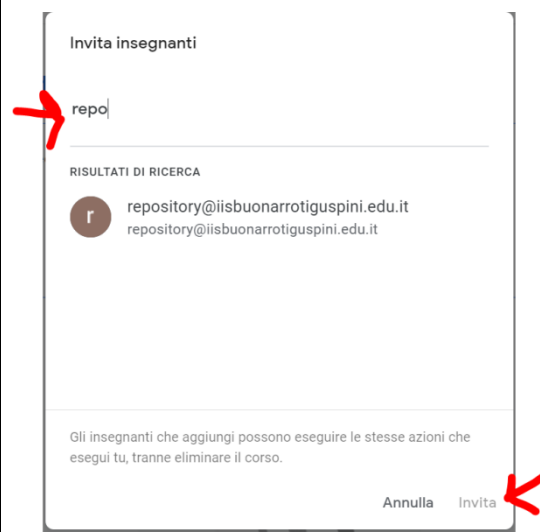 Invita insegnanti
repo
RISULTATI DI RICERCA
r
repository@iisbuonarrotiguspini.edu.it
repository@iisbuonarrotiguspini.edu.it
Gli insegnanti che aggiungi possono eseguire le stesse azioni che
esegui tu, tranne eliminare il corso.
Annulla Invita